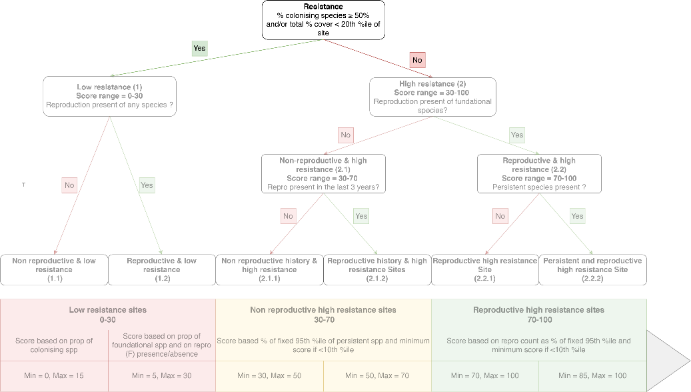 Resistance
% colonising species ≥ 50%
and/or total % cover < 20th %ile of
site
Yes
No
Low resistance (1)
Score range = 0-30
Reproduction present of any species ?
High resistance (2)
Score range = 30-100
Reproduction present of fundational
species?
No
Yes
Non-reproductive & high
resistance (2.1)
Score range = 30-70
Repro present in the last 3 years?
Reproductive & high
resistance (2.2)
Score range = 70-100
Persistent species present ?
No
Yes
No
Yes
No
Yes
Non reproductive & low
resistance
(1.1)
Reproductive & low
resistance
(1.2)
Non reproductive history &
high resistance
(2.1.1)
Reproductive history & high
resistance Sites
(2.1.2)
Reproductive high resistance
Site
(2.2.1)
Persistent and reproductive
high resistance Site
(2.2.2)
Low resistance sites
0-30
Non reproductive high resistance sites
30-70
Reproductive high resistance sites
70-100
Score based on prop of
colonising spp
Score based on prop of
foundational spp and on repro
(F) presence/absence
Score based % of fixed 95th %ile of persistent spp and minimum
score if <10th %ile
Score based on repro count as % of fixed 95th %ile and
minimum score if <10th %ile
Min = 0, Max = 15
Min = 5, Max = 30
Min = 30, Max = 50
Min = 50, Max = 70
Min = 70, Max = 100
Min = 85, Max = 100